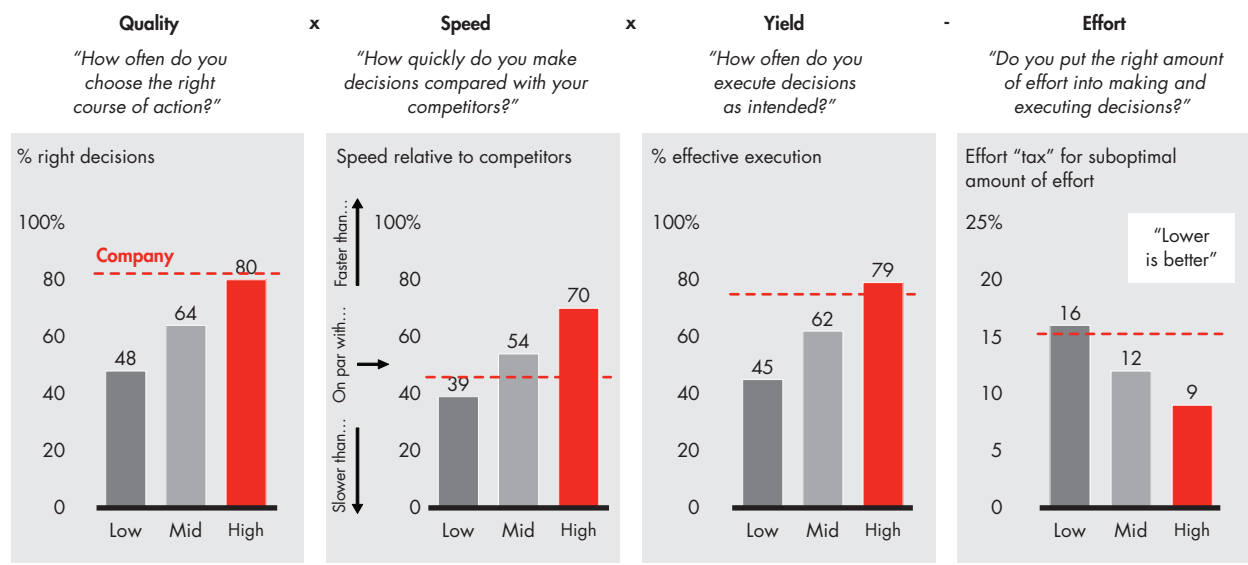 Quality x Speed x Yield - Effort
“How often do you
choose the right
course of action?”
“How quickly do you make
decisions compared with your
competitors?”
“How often do you
execute decisions
as intended?”
“Do you put the right amount
of effort into making and
executing decisions?”
% right decisions
100%
80
60
40
20
0
Company
48
64
80
Low Mid High
Speed relative to competitors
Faster than...
On par with...
Slower than...
100%
80
60
40
20
0
39
54
70
Low Mid High
% effective execution
100%
80
60
40
20
0
45
62
79
Low Mid High
Effort “tax” for suboptimal
amount of effort
25%
20
15
10
5
0
“Lower
is better”
16
12
9
Low Mid High